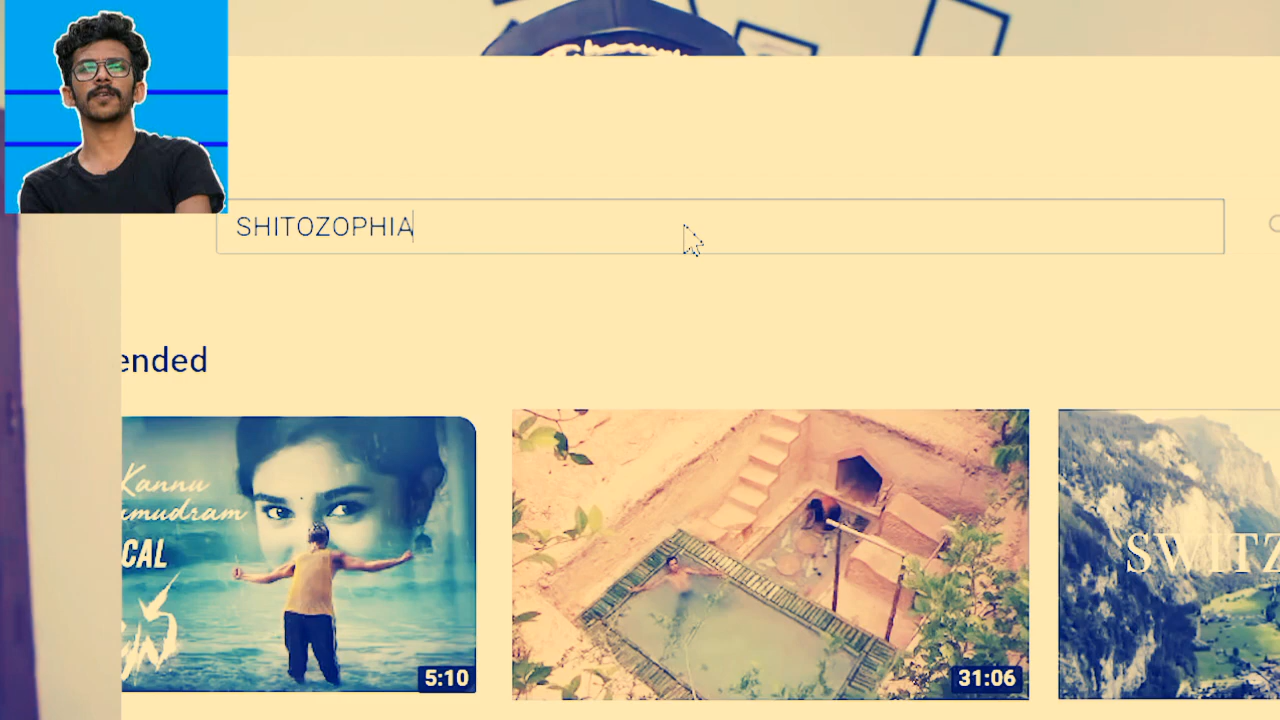 SHITOZOPHIA
ended
Kannu
amudram
CAL
5:10
31:06
SWITZ